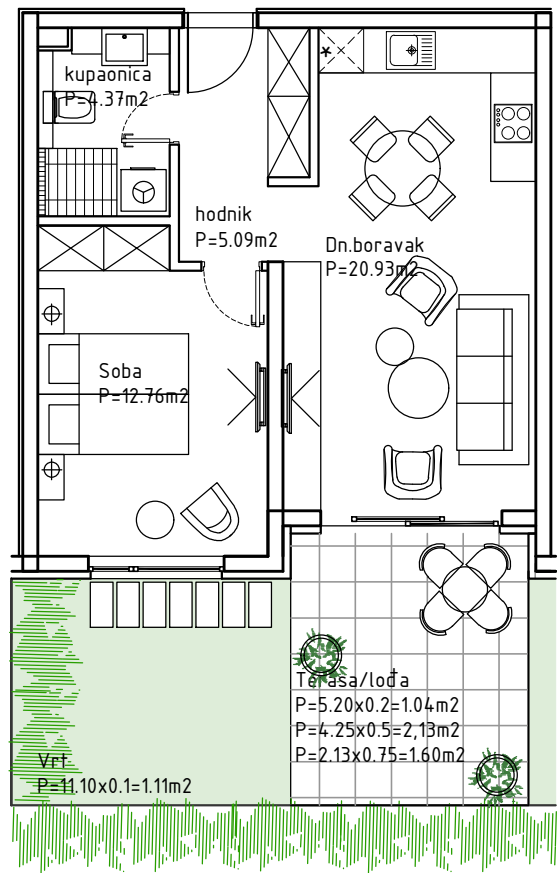 kupaonica
P=4.37m2
hodnik
P=5.09m2
Dn.boravak
P=20.93m2
Soba
P=12.76m2
Terasa/lođa
P=5.20x0.2=1.04m2
P=4.25x0.5=2,13m2
P=2.13x0.75=1.60m2
Vrt
P=11.10x0.1=1.11m2